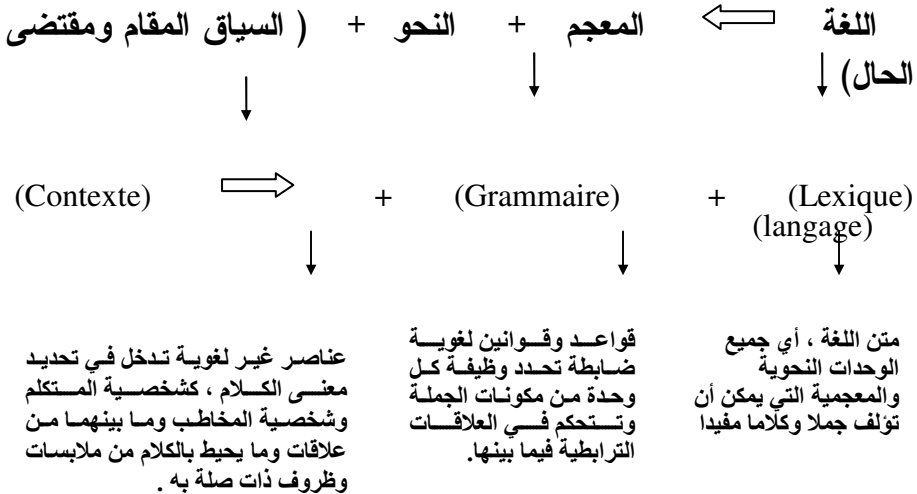 اللغة المعجم + النحو + ( السياق المقام ومقتضى
الحال)
(Contexte) + (Grammaire) + (Lexique)
(langage)
متن اللغة ، أي جميع
الوحدات النحوية
والمعجمية التي يمكن أن
تؤلف جملا وكلاما مفيدا
قواعد وقوانين لغوية
ضابطة تحدد وظيفة كل
وحدة من مكونات الجملة
وتتحكم في العلاقات
الترابطية فيما بينها.
عناصر غير لغوية تدخل في تحديد
معنى الكلام ، كشخصية المتكلم
وشخصية المخاطب وما بينهما من
علاقات وما يحيط بالكلام من ملابسات
وظروف ذات صلة به .